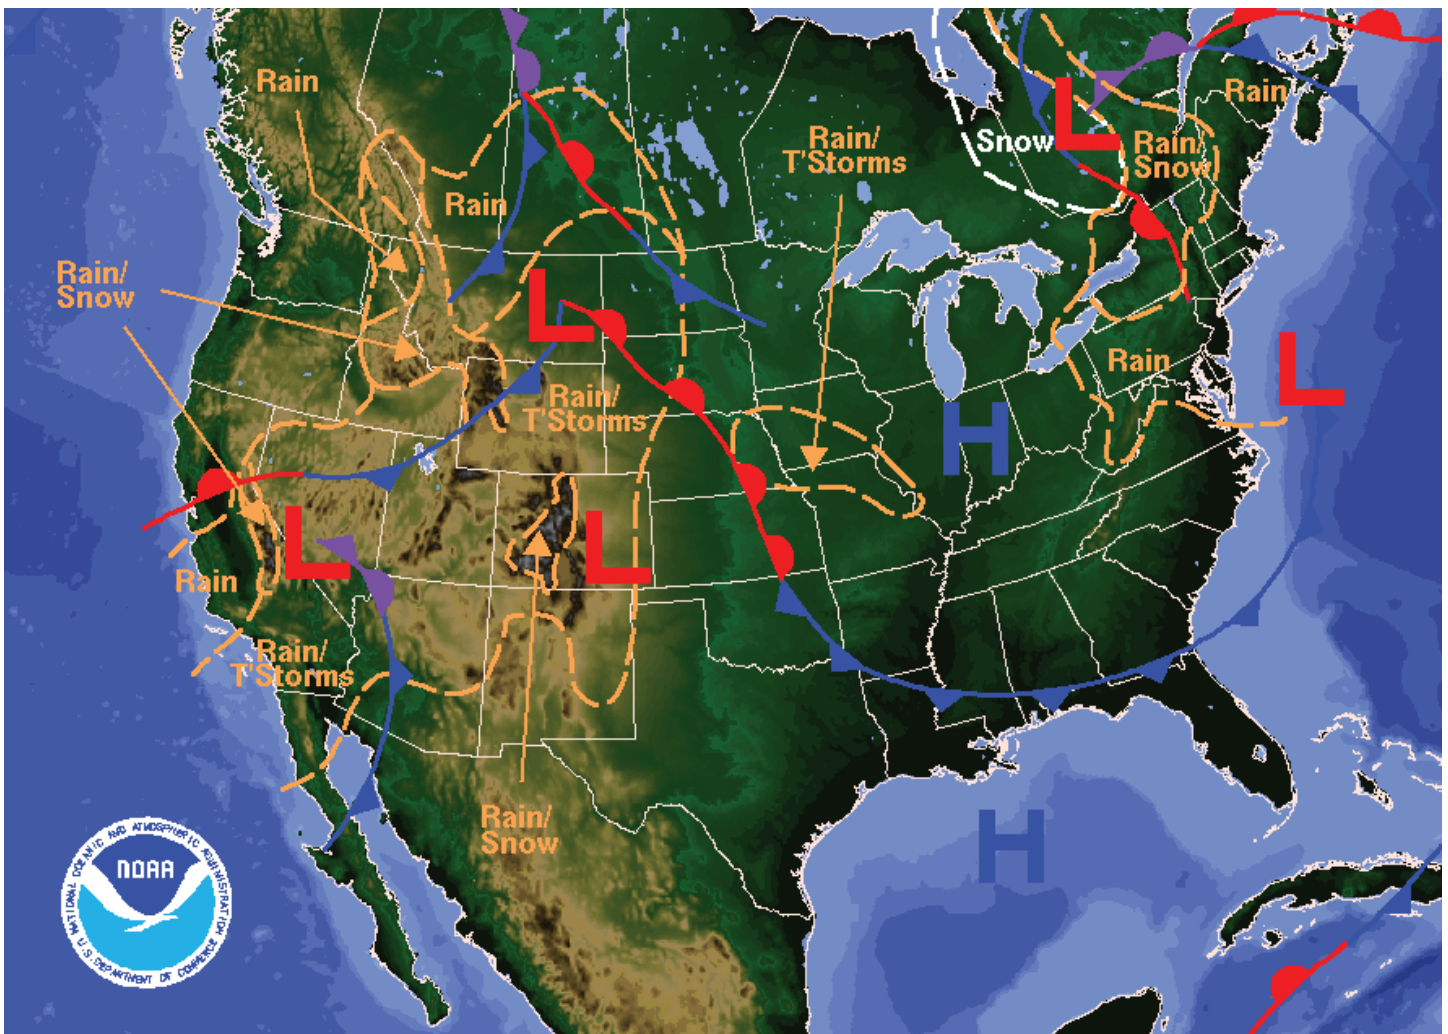 Rain
Rain
Rain/
T'Storms
Snow
Rain/
Snow
Rain
Rain/
Snow
L
L
Rain/
T'Storms
L
Rain
H
L
L
Rain
Rain/
T'Storms
Rain/
Snow
H
NATIONAL OCEANIC AND ATMOSPHERIC ADMINISTRATION
NOAA
U.S. DEPARTMENT OF COMMERCE